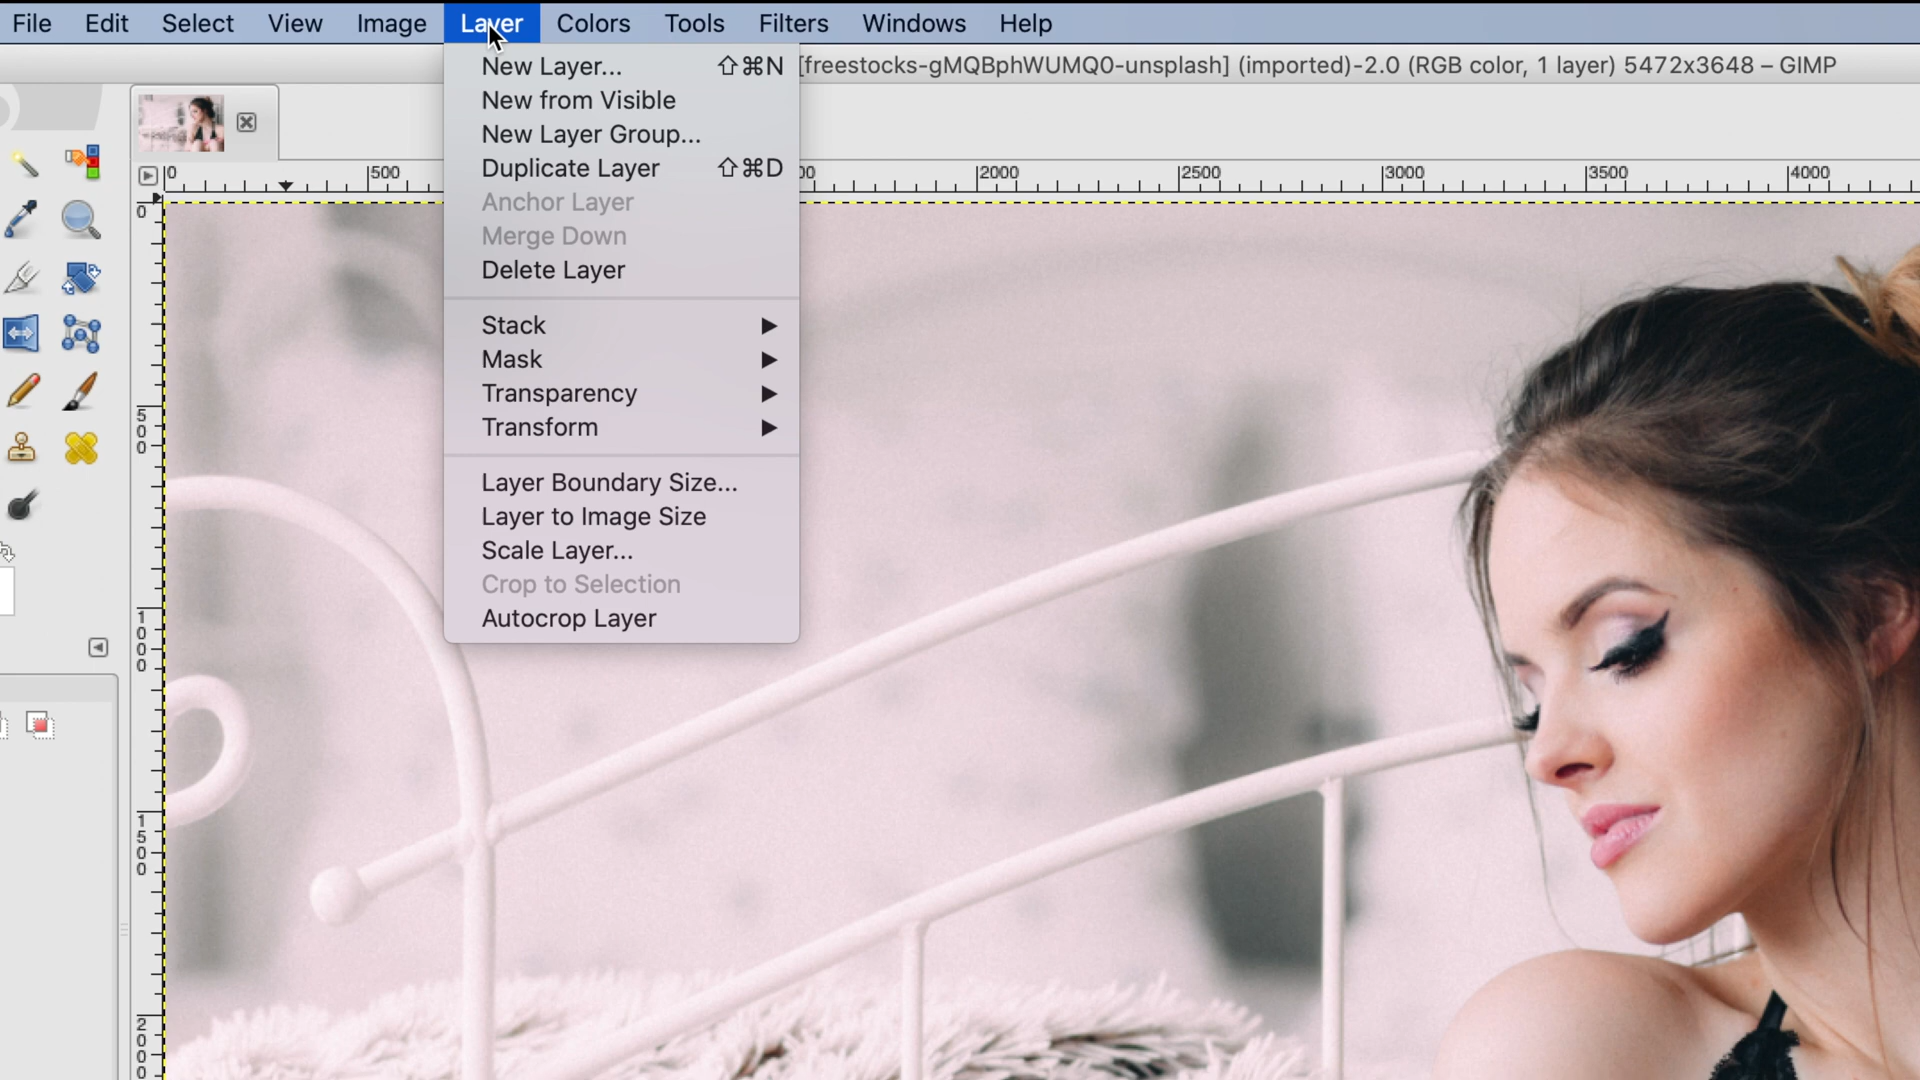 File Edit Select View Image Layer Colors Tools Filters Windows Help
[freestocks-gMQBphWUMQ0-unsplash] (imported)-2.0 (RGB color, 1 layer) 5472x3648 – GIMP
New Layer... ⇧⌘N
New from Visible
New Layer Group...
Duplicate Layer ⇧⌘D
Anchor Layer
Merge Down
Delete Layer
Stack ▶
Mask ▶
Transparency ▶
Transform ▶
Layer Boundary Size...
Layer to Image Size
Scale Layer...
Crop to Selection
Autocrop Layer
0 500 00 2000 2500 3000 3500 4000
0
500
1000
1500
200